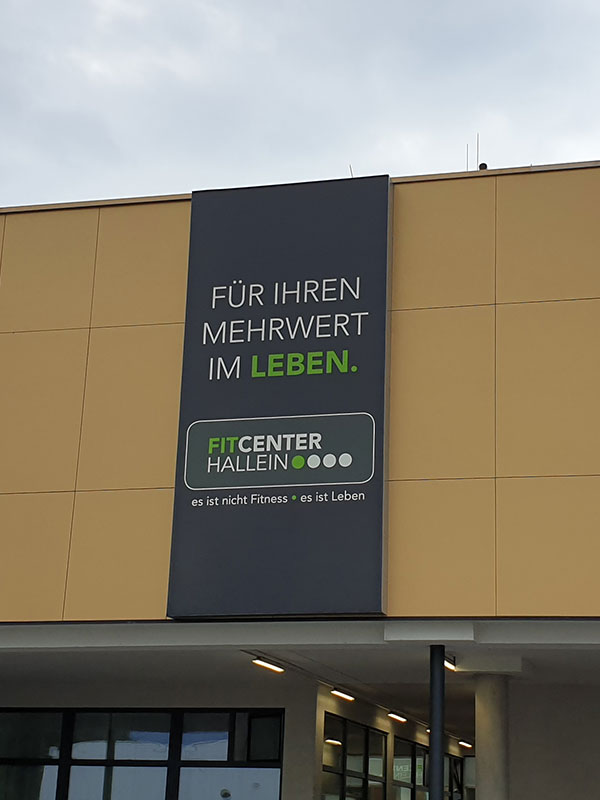 FÜR IHREN
MEHRWERT
IM LEBEN.
FITCENTER
HALLEIN
es ist nicht Fitness • es ist Leben